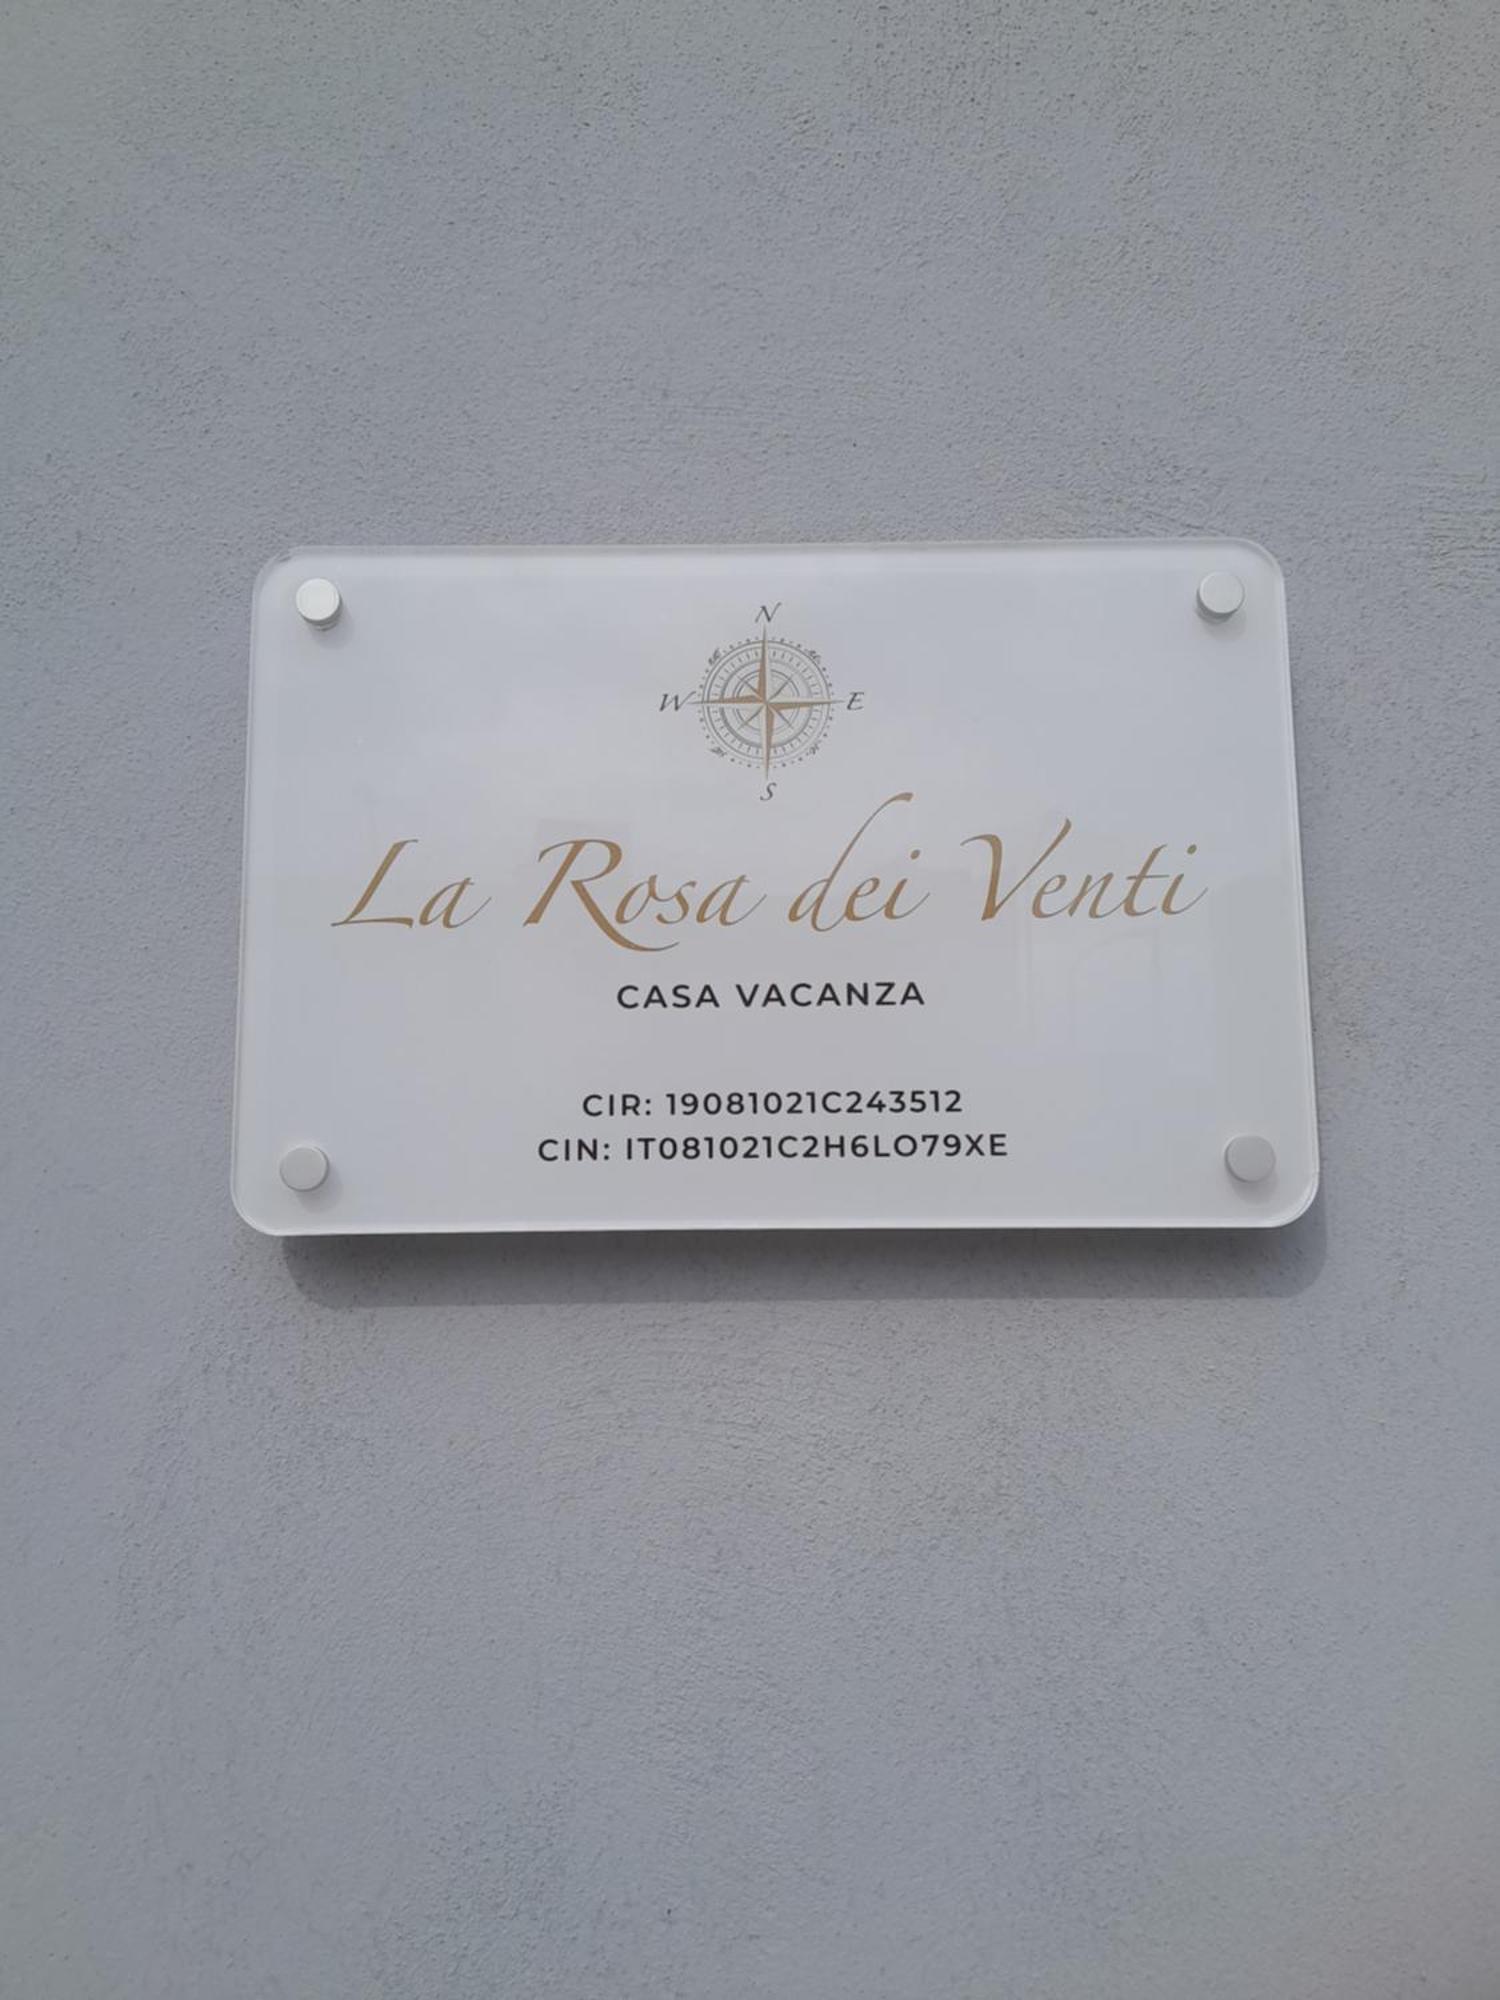 N
W E
S
La Rosa dei Venti
CASA VACANZA
CIR: 19081021C243512
CIN: IT081021C2H6LO79XE